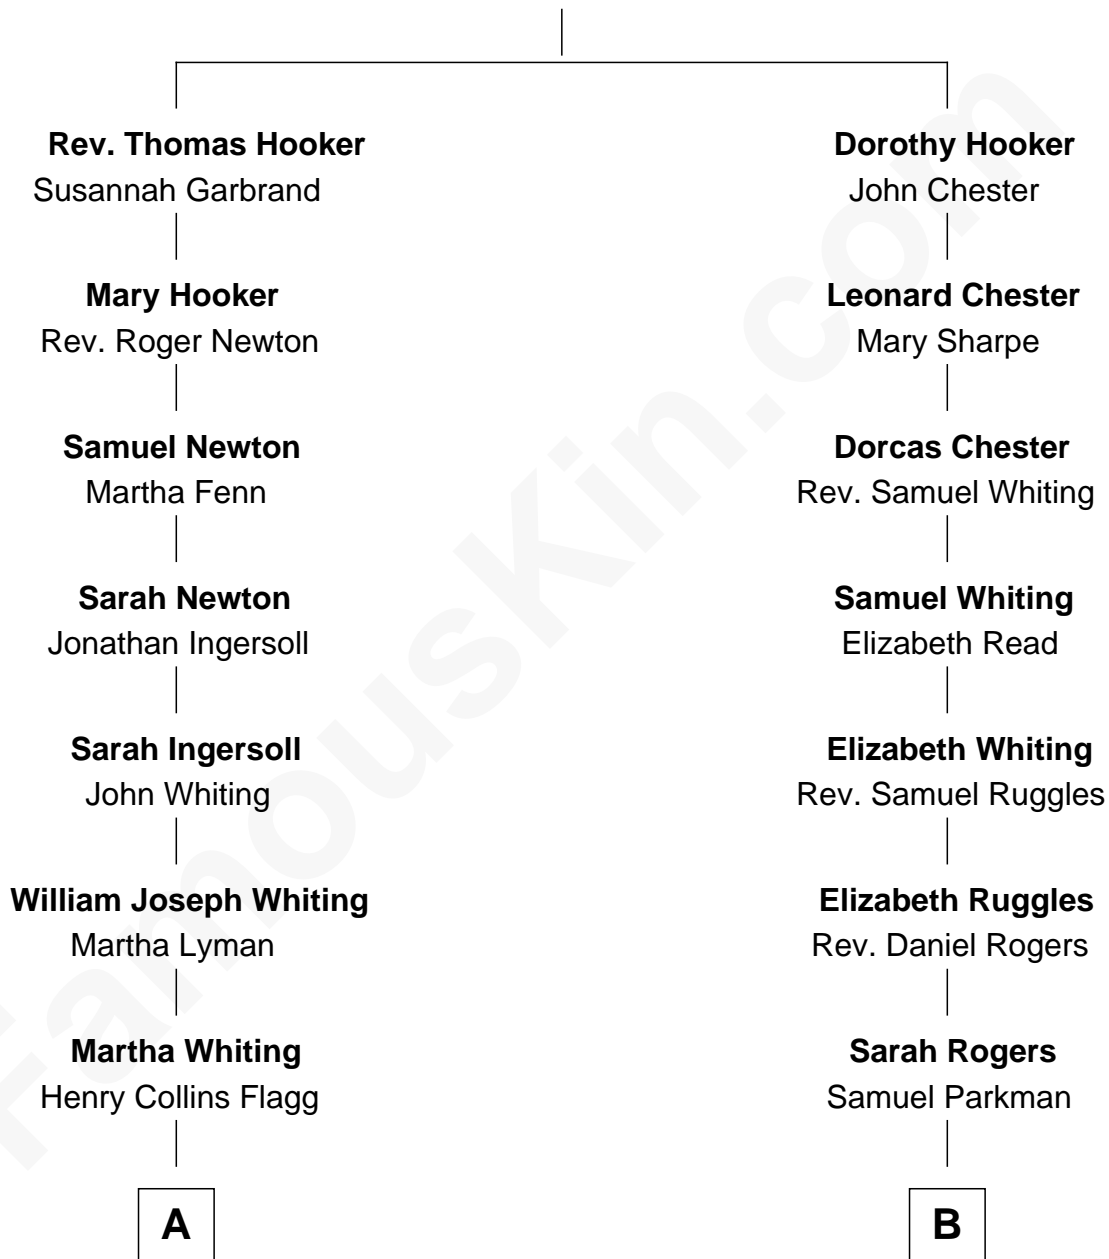 Rev. Thomas Hooker
Susannah Garbrand
Mary Hooker
Rev. Roger Newton
Samuel Newton
Martha Fenn
Sarah Newton
Jonathan Ingersoll
Sarah Ingersoll
John Whiting
William Joseph Whiting
Martha Lyman
Martha Whiting
Henry Collins Flagg
A
Dorothy Hooker
John Chester
Leonard Chester
Mary Sharpe
Dorcas Chester
Rev. Samuel Whiting
Samuel Whiting
Elizabeth Read
Elizabeth Whiting
Rev. Samuel Ruggles
Elizabeth Ruggles
Rev. Daniel Rogers
Sarah Rogers
Samuel Parkman
B
FamousKin.com